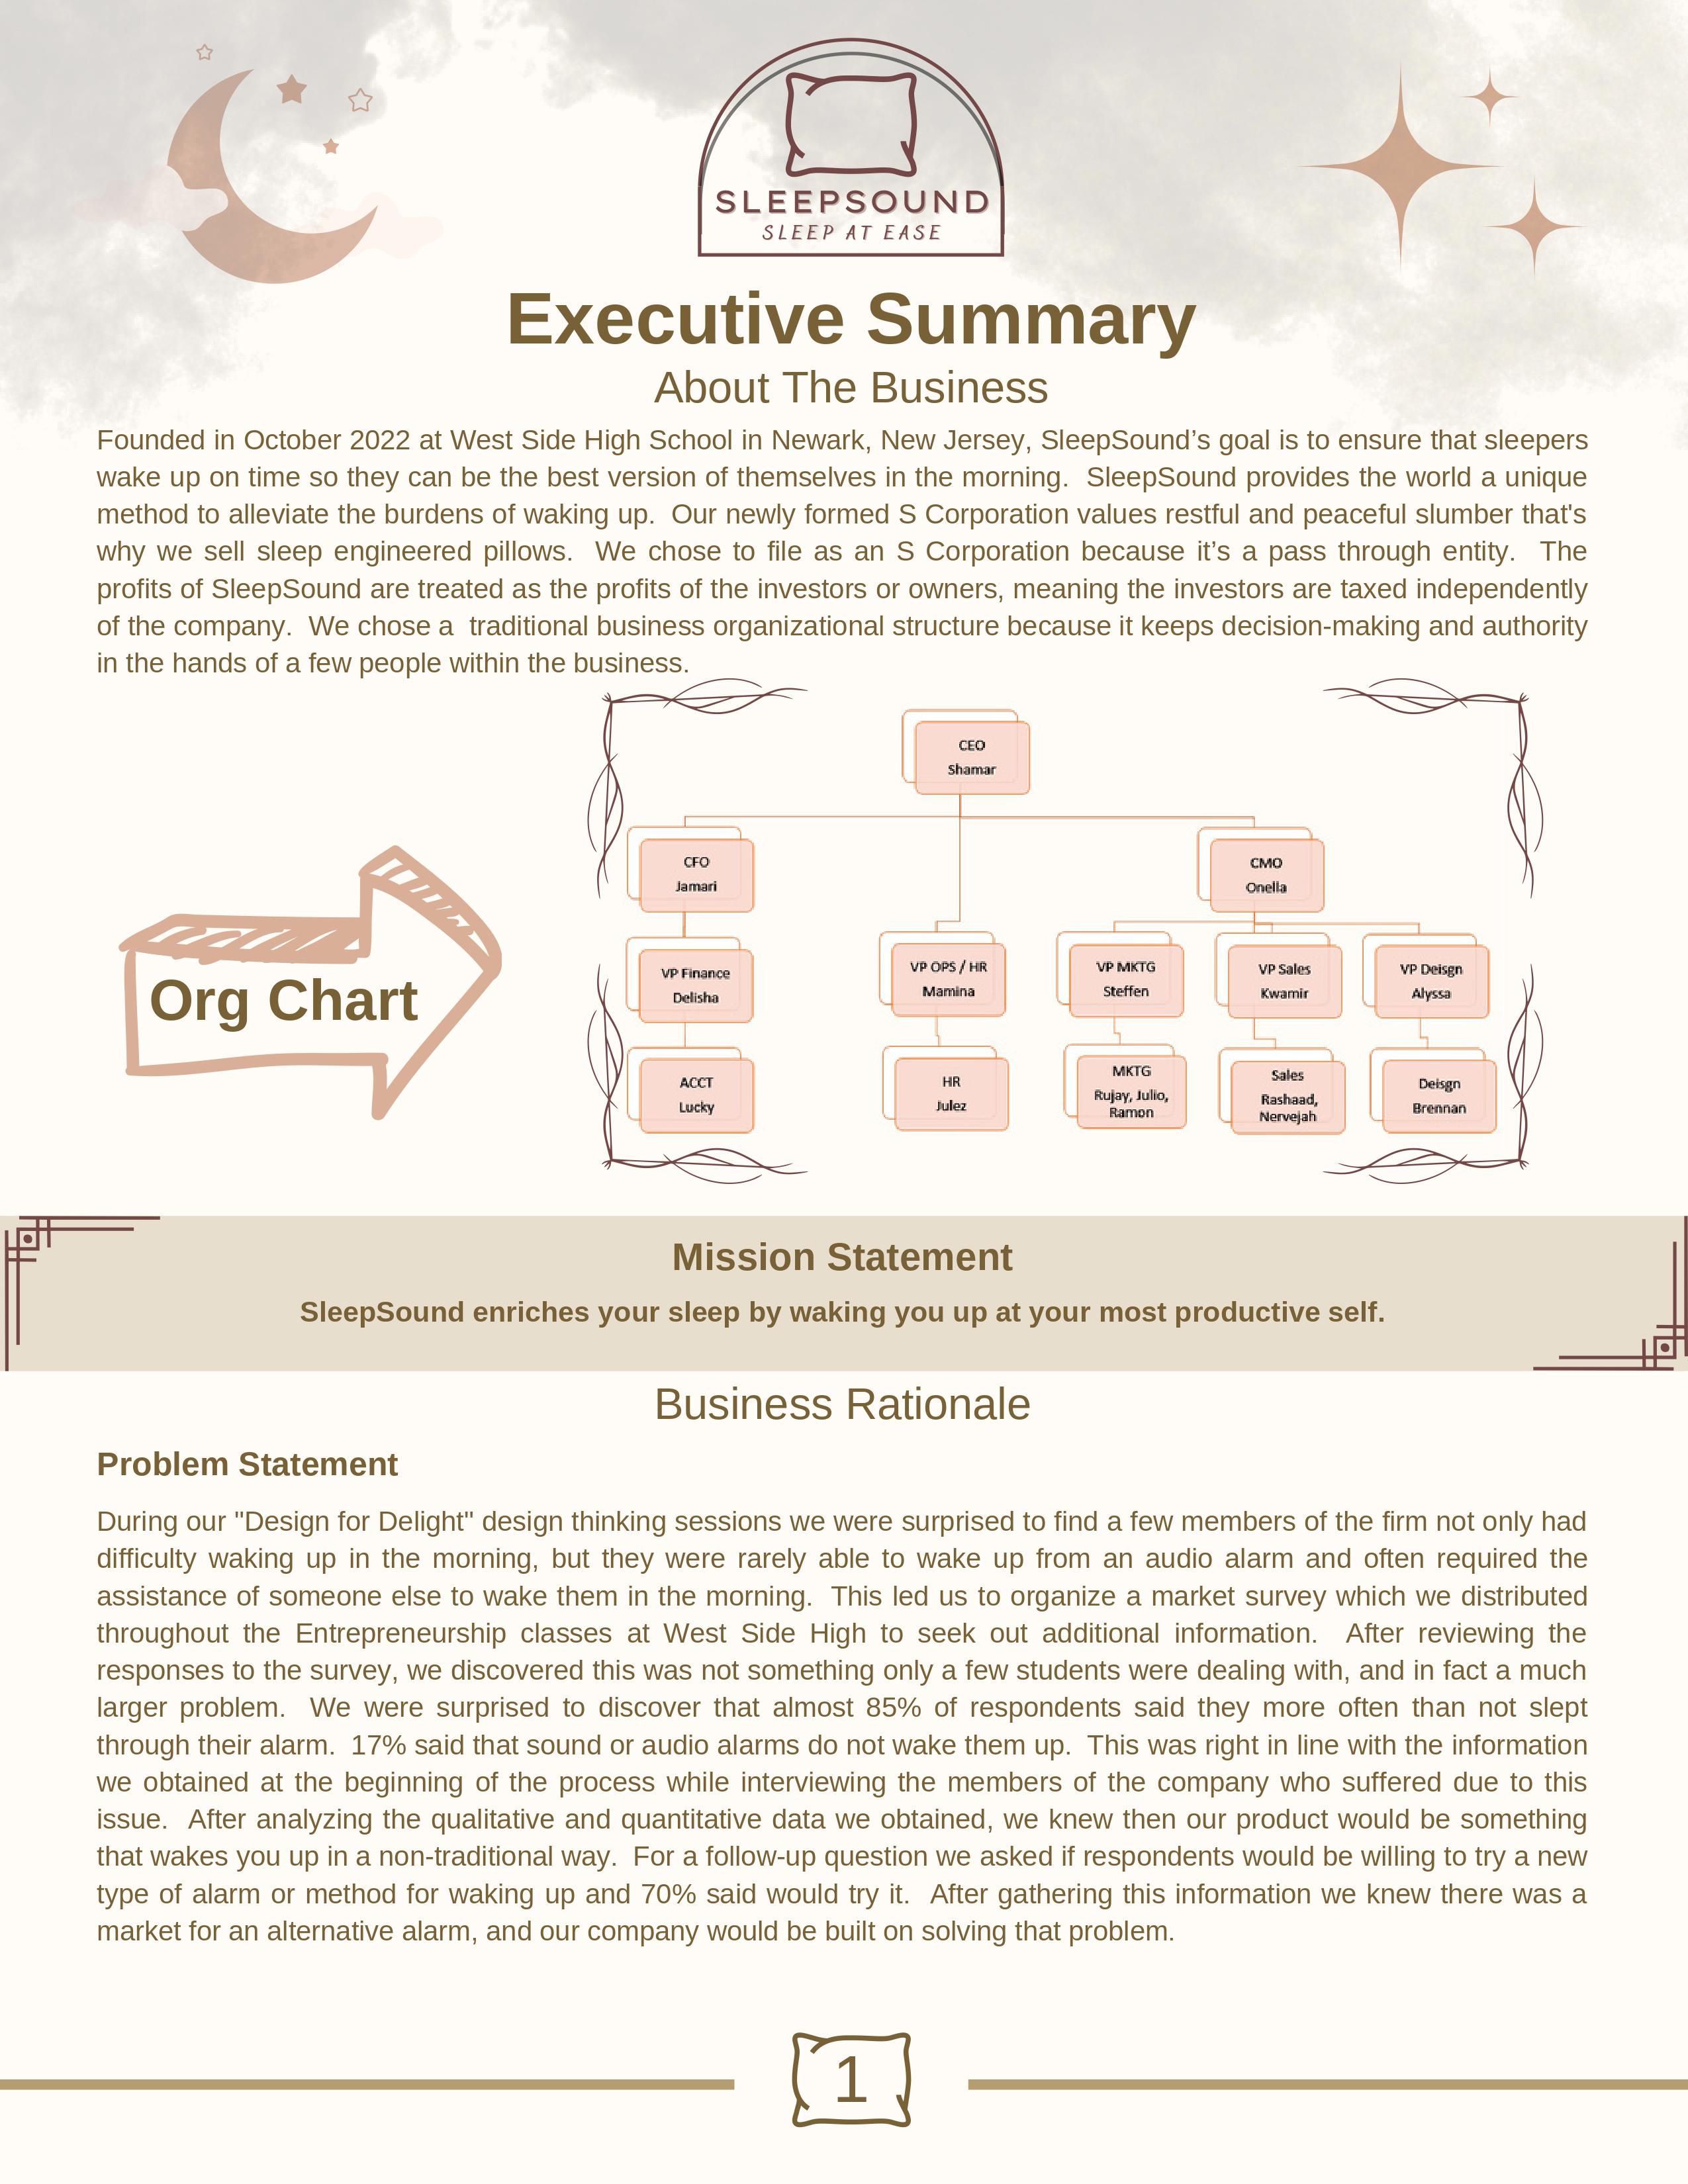 SLEEPSOUND
SLEEP AT EASE
Executive Summary
About The Business
Founded in October 2022 at West Side High School in Newark, New Jersey, SleepSound’s goal is to ensure that sleepers
wake up on time so they can be the best version of themselves in the morning.  SleepSound provides the world a unique
method to alleviate the burdens of waking up.  Our newly formed S Corporation values restful and peaceful slumber that's
why we sell sleep engineered pillows.  We chose to file as an S Corporation because it’s a pass through entity.  The
profits of SleepSound are treated as the profits of the investors or owners, meaning the investors are taxed independently
of the company.  We chose a  traditional business organizational structure because it keeps decision-making and authority
in the hands of a few people within the business.
Org Chart
CEO
Shamar
CFO
Jamari
CMO
Onella
VP Finance
Delisha
VP OPS / HR
Mamina
VP MKTG
Steffen
VP Sales
Kwamir
VP Deisgn
Alyssa
ACCT
Lucky
HR
Julez
MKTG
Rujay, Julio,
Ramon
Sales
Rashaad,
Nervejah
Deisgn
Brennan
Mission Statement
SleepSound enriches your sleep by waking you up at your most productive self.
Business Rationale
Problem Statement
During our "Design for Delight" design thinking sessions we were surprised to find a few members of the firm not only had
difficulty waking up in the morning, but they were rarely able to wake up from an audio alarm and often required the
assistance of someone else to wake them in the morning.  This led us to organize a market survey which we distributed
throughout the Entrepreneurship classes at West Side High to seek out additional information.  After reviewing the
responses to the survey, we discovered this was not something only a few students were dealing with, and in fact a much
larger problem.  We were surprised to discover that almost 85% of respondents said they more often than not slept
through their alarm.  17% said that sound or audio alarms do not wake them up.  This was right in line with the information
we obtained at the beginning of the process while interviewing the members of the company who suffered due to this
issue.  After analyzing the qualitative and quantitative data we obtained, we knew then our product would be something
that wakes you up in a non-traditional way.  For a follow-up question we asked if respondents would be willing to try a new
type of alarm or method for waking up and 70% said would try it.  After gathering this information we knew there was a
market for an alternative alarm, and our company would be built on solving that problem.
1